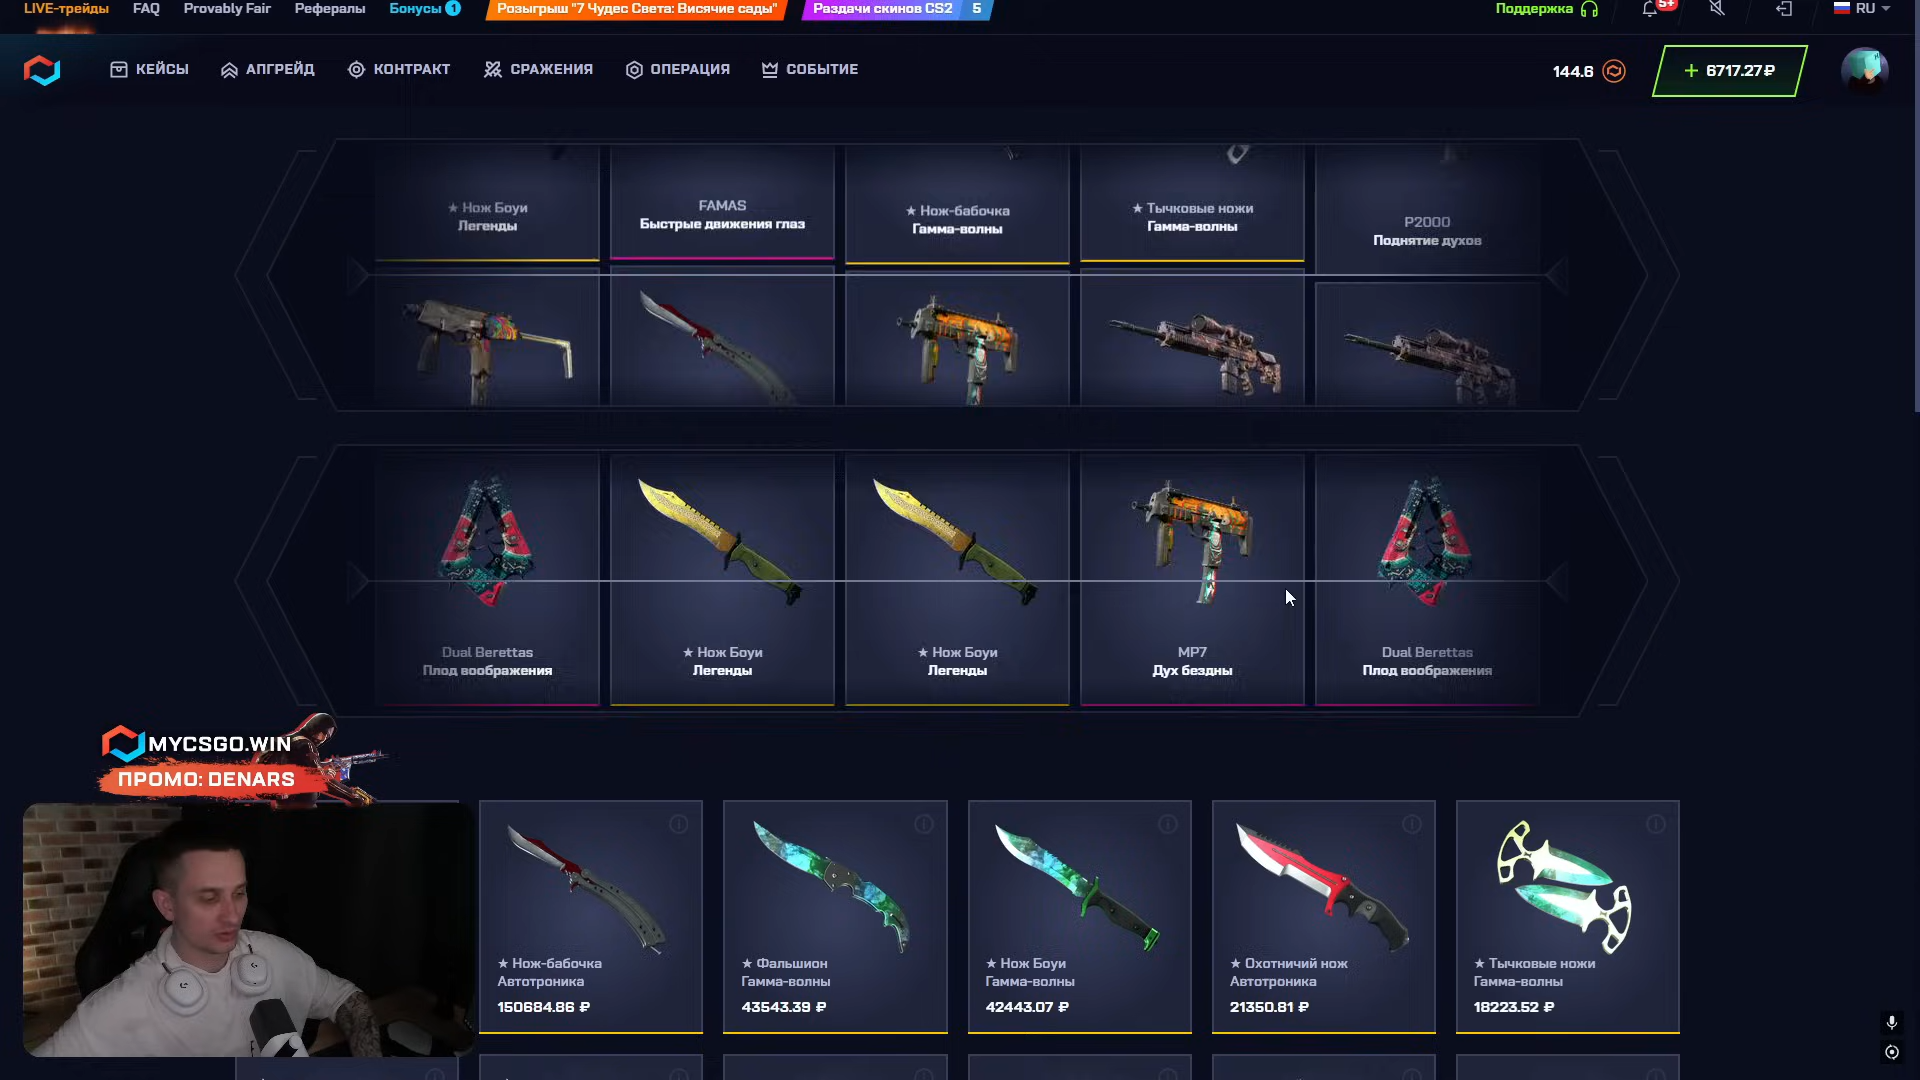 LIVE-трейды FAQ Provably Fair Рефералы Бонусы 1 Розыгрыш "7 Чудес Света: Висячие сады" Раздачи скинов CS2 5 Поддержка 5+ RU
КЕЙСЫ АПГРЕЙД КОНТРАКТ СРАЖЕНИЯ ОПЕРАЦИЯ СОБЫТИЕ 144.6 + 6717.27 ₽
★ Нож Боуи
Легенды
FAMAS
Быстрые движения глаз
★ Нож-бабочка
Гамма-волны
★ Тычковые ножи
Гамма-волны
P2000
Поднятие духов
Dual Berettas
Плод воображения
★ Нож Боуи
Легенды
★ Нож Боуи
Легенды
MP7
Дух бездны
Dual Berettas
Плод воображения
MYCSGO.WIN
ПРОМО: DENARS
★ Нож-бабочка
Автотроника
150684.86 ₽
★ Фальшион
Гамма-волны
43543.39 ₽
★ Нож Боуи
Гамма-волны
42443.07 ₽
★ Охотничий нож
Автотроника
21350.81 ₽
★ Тычковые ножи
Гамма-волны
18223.52 ₽